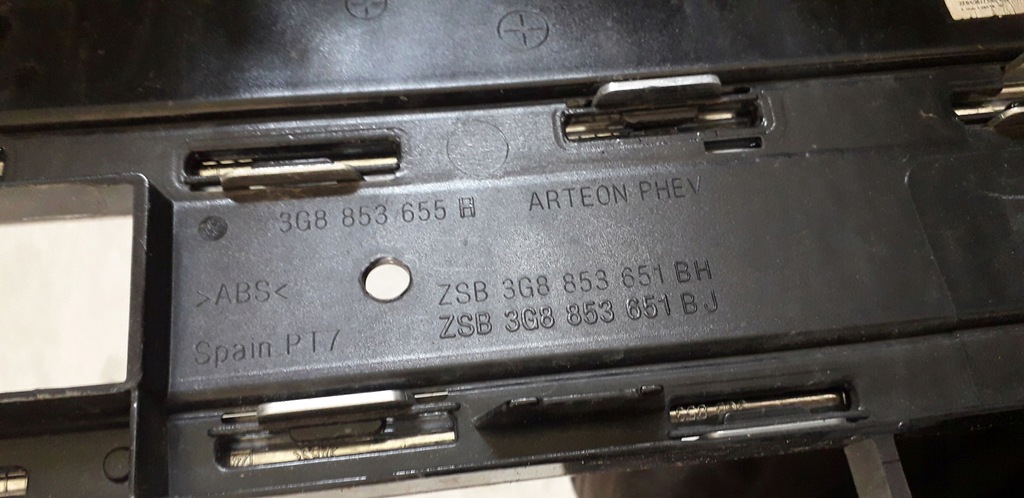 3G8 853 655 H ARTEON PHEV
>ABS<
ZSB 3G8 853 651 BH
ZSB 3G8 853 651 BJ
Spain PT7